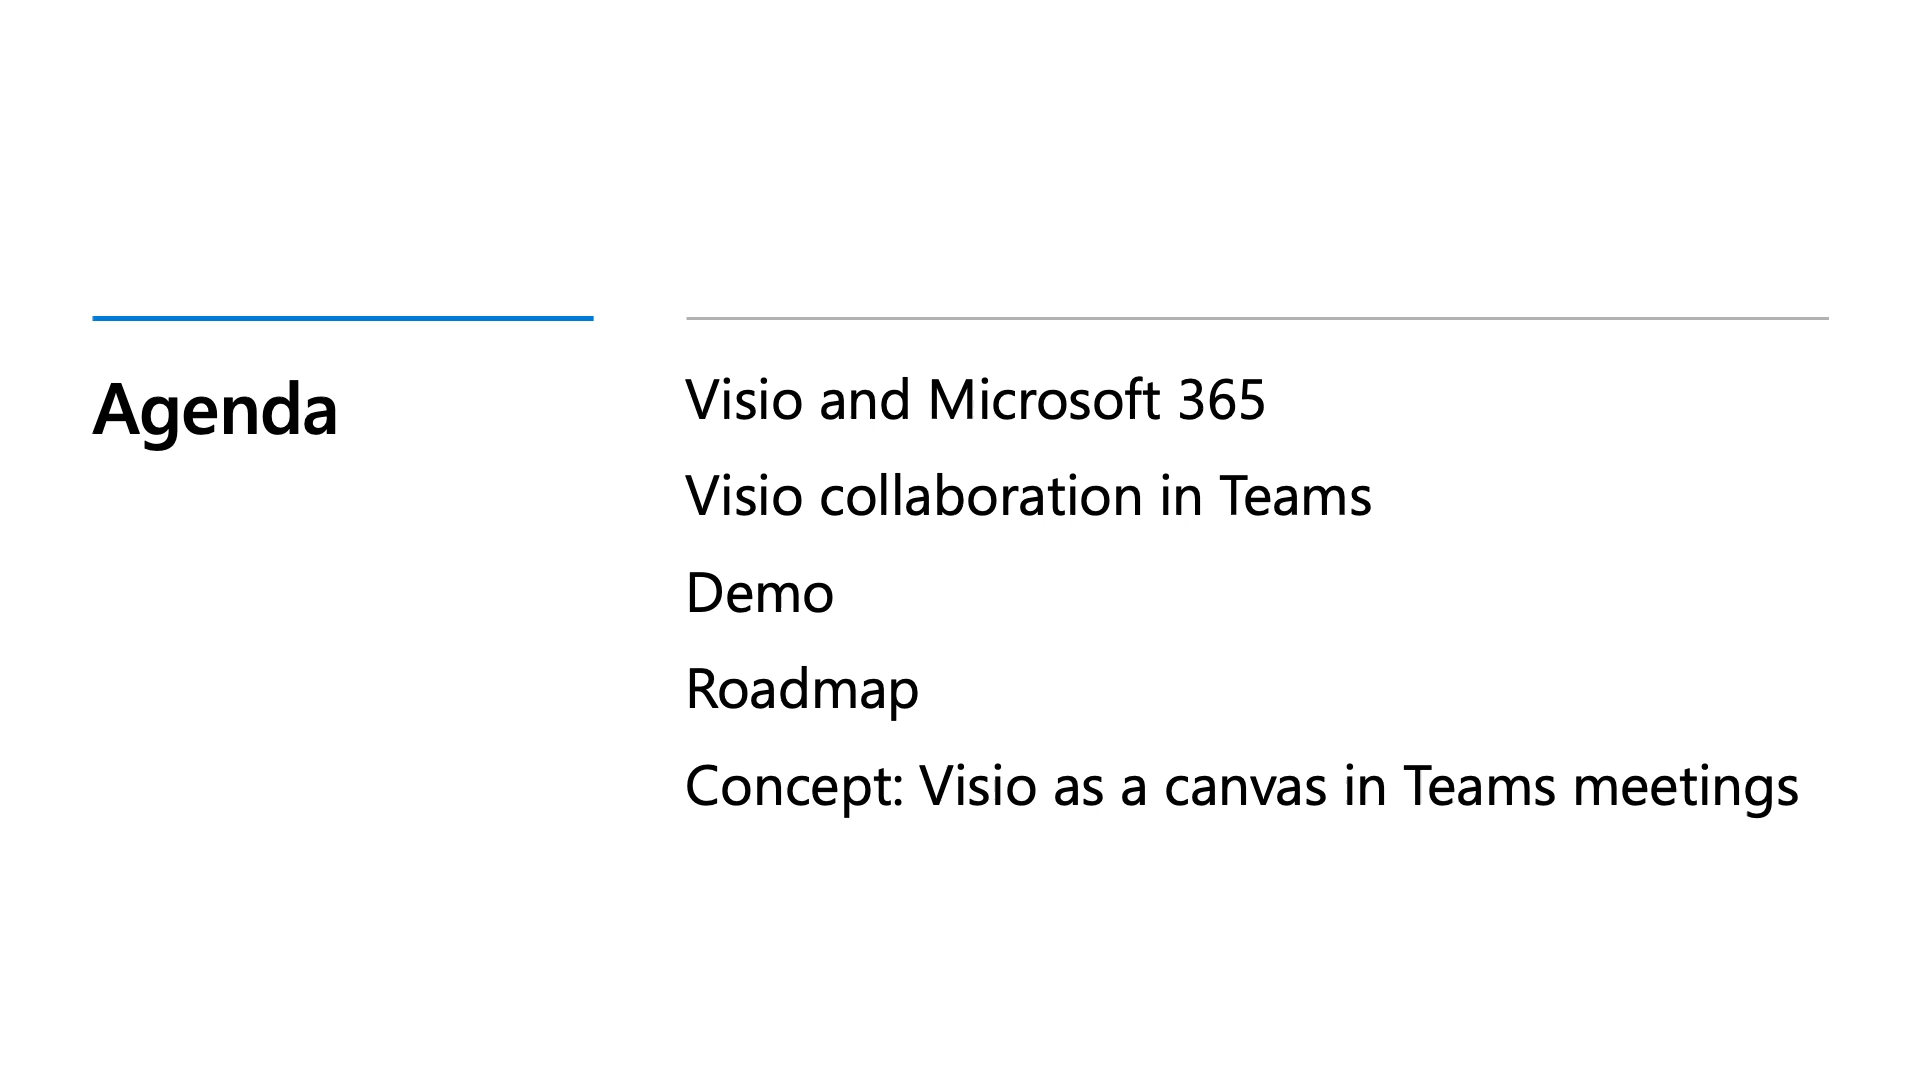 Agenda
Visio and Microsoft 365
Visio collaboration in Teams
Demo
Roadmap
Concept: Visio as a canvas in Teams meetings